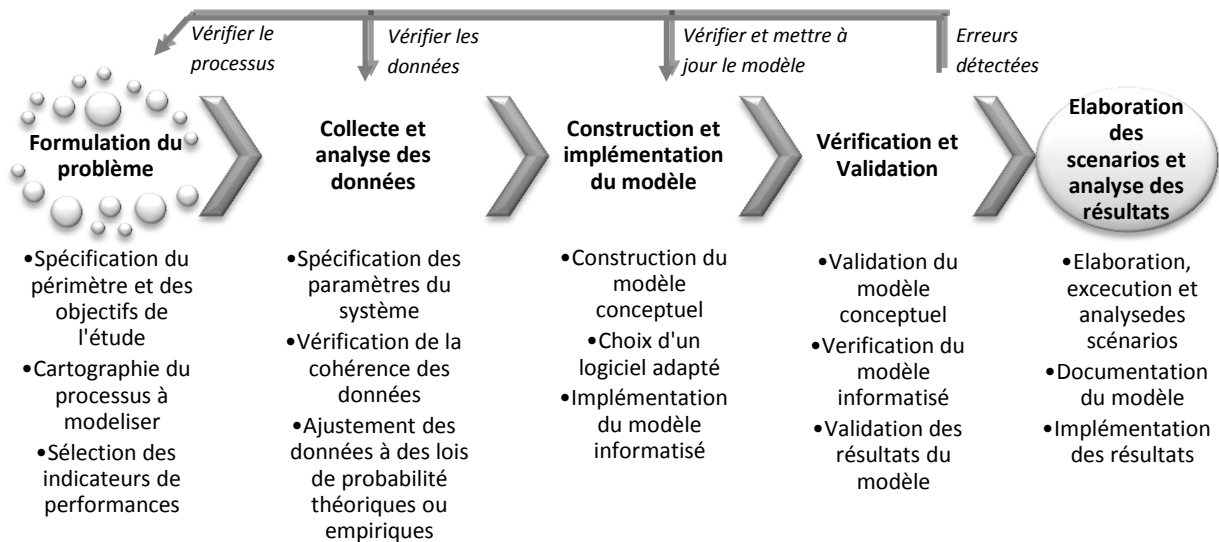 Vérifier le
processus
Vérifier les
données
Vérifier et mettre à
jour le modèle
Erreurs
détectées
Formulation du
problème
•Spécification du
périmètre et des
objectifs de
l'étude
•Cartographie du
processus à
modeliser
•Sélection des
indicateurs de
performances
Collecte et
analyse des
données
•Spécification des
paramètres du
système
•Vérification de la
cohérence des
données
•Ajustement des
données à des lois
de probabilité
théoriques ou
empiriques
Construction et
implémentation
du modèle
•Construction du
modèle
conceptuel
•Choix d'un
logiciel adapté
•Implémentation
du modèle
informatisé
Vérification et
Validation
•Validation du
modèle
conceptuel
•Verification du
modèle
informatisé
•Validation des
résultats du
modèle
Elaboration
des
scenarios et
analyse des
résultats
•Elaboration,
excecution et
analysedes
scénarios
•Documentation
du modèle
•Implémentation
des résultats